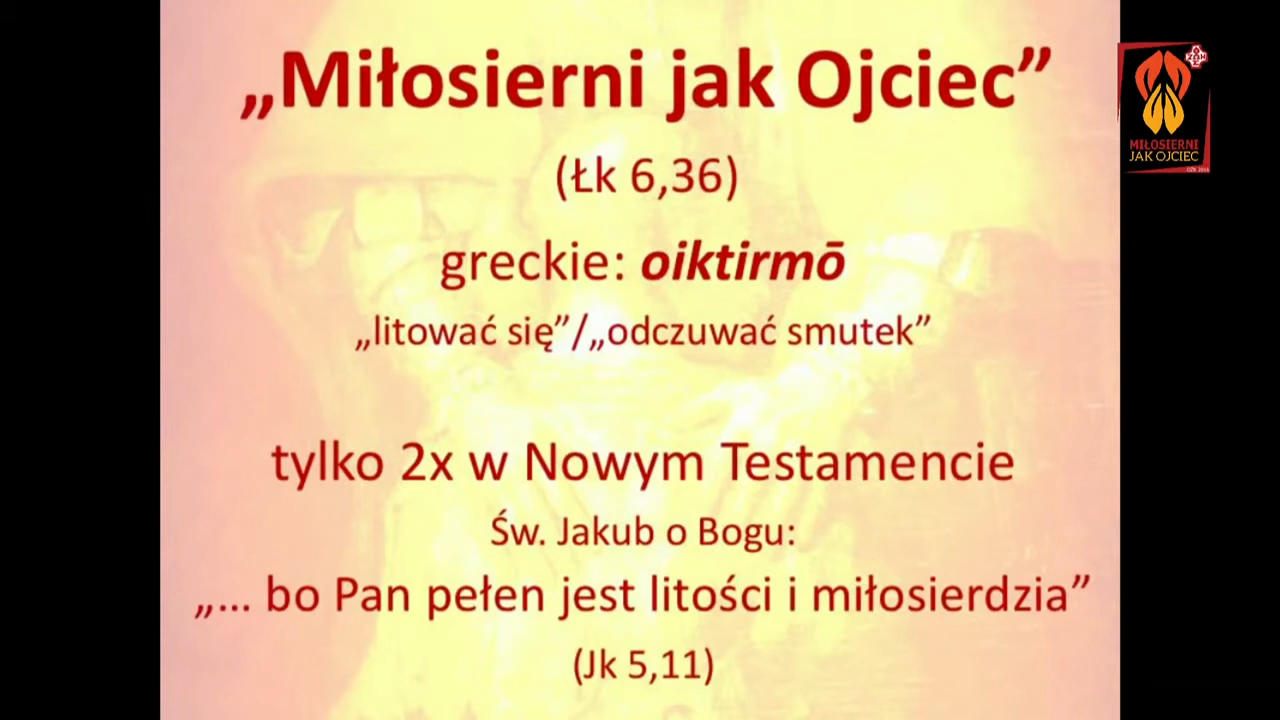 „Miłosierni jak Ojciec”
(Łk 6,36)
greckie: oiktirmō
„litować się”/„odczuwać smutek”
tylko 2x w Nowym Testamencie
Św. Jakub o Bogu:
„... bo Pan pełen jest litości i miłosierdzia”
(Jk 5,11)
MIŁOSIERNI
JAK OJCIEC